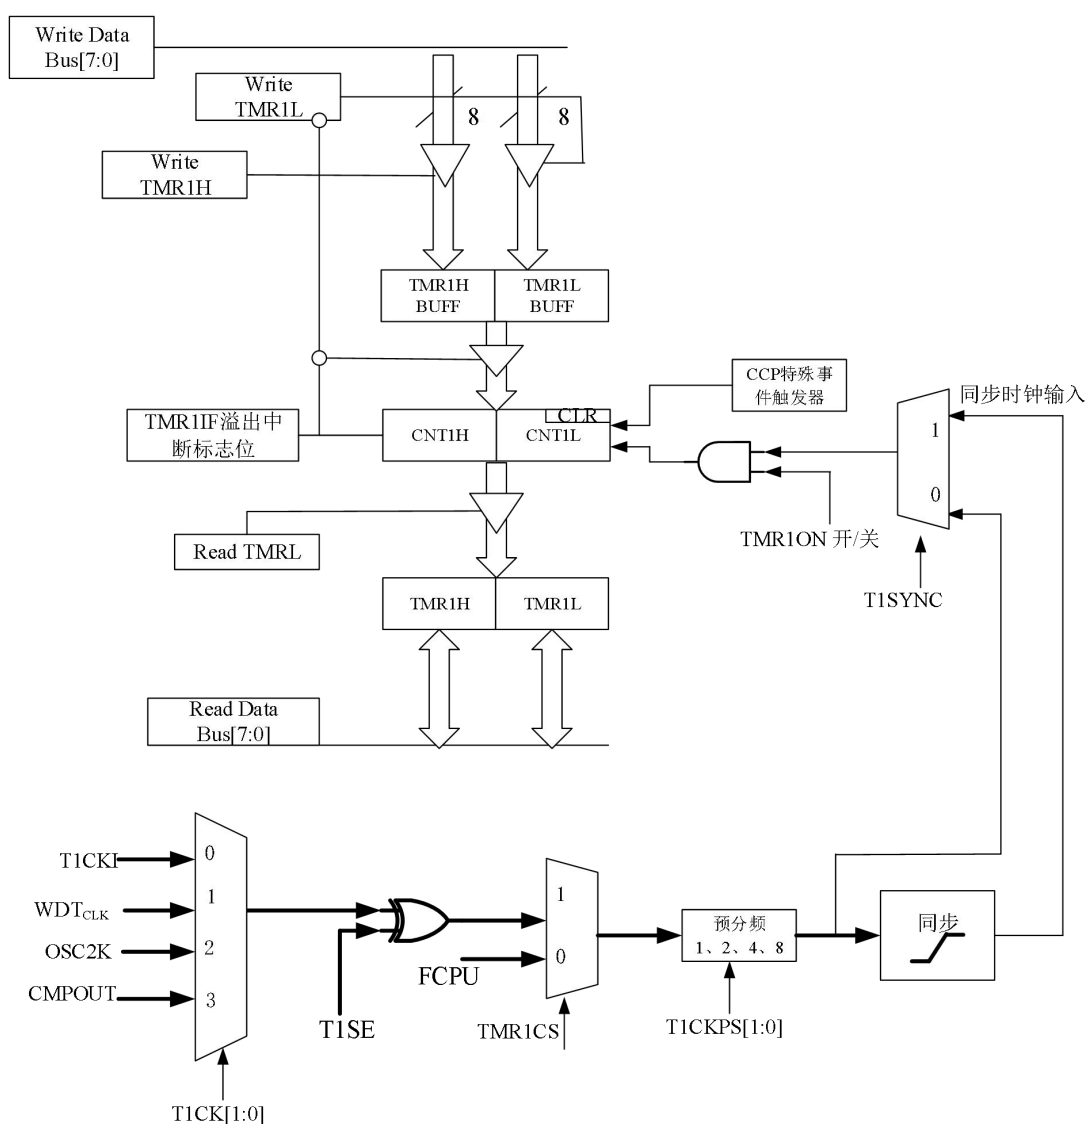 Write Data
Bus[7:0]
Write
TMR1L
8
8
Write
TMR1H
TMR1H
BUFF
TMR1L
BUFF
CCP特殊事
件触发器
同步时钟输入
TMR1IF溢出中
断标志位
CNT1H
CLR
CNT1L
1
0
TMR1ON 开/关
Read TMRL
T1SYNC
TMR1H
TMR1L
Read Data
Bus[7:0]
T1CKI
0
WDTCLK
1
OSC2K
2
CMPOUT
3
T1CK[1:0]
T1SE
FCPU
1
0
TMR1CS
预分频
1、2、4、8
T1CKPS[1:0]
同步